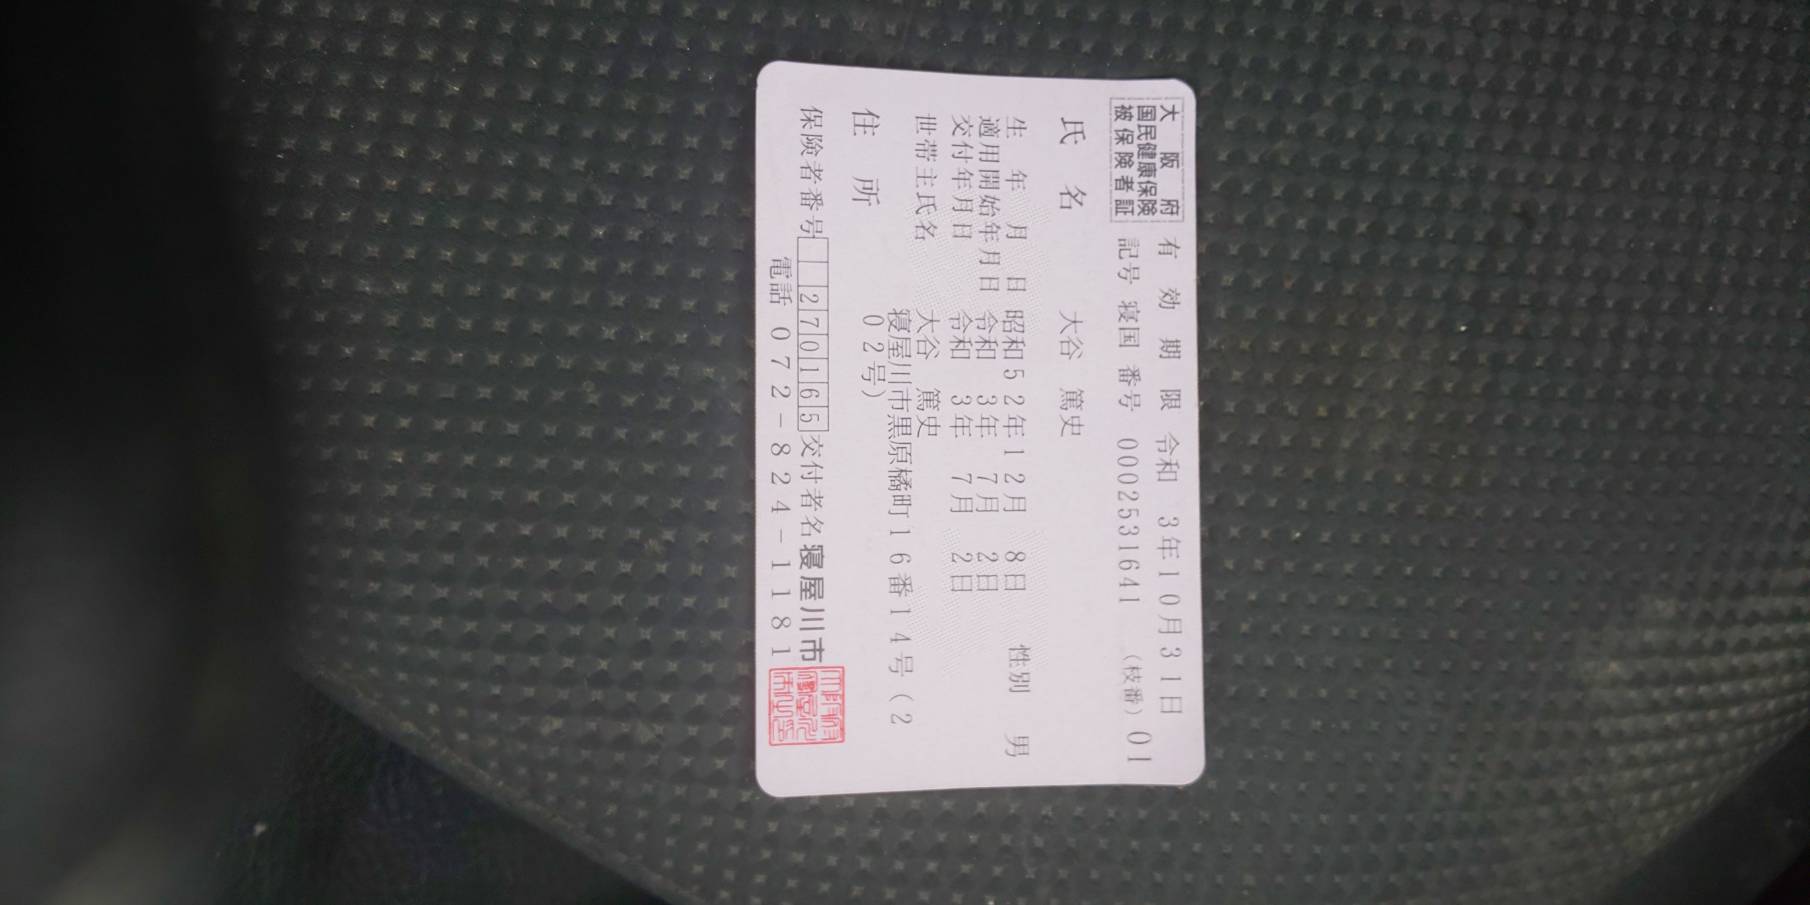 大阪府
国民健康保険
被保険者証
有効期限 令和 3年10月31日
記号 寝国 番号 0002531641 (枝番)01
氏名 大谷 篤史
生年月日 昭和52年12月 8日 性別 男
適用開始年月日 令和 3年 7月 2日
交付年月日 令和 3年 7月 2日
世帯主氏名 大谷 篤史
住所 寝屋川市黒原橘町16番14号(2
02号)
保険者番号 270165 交付者名 寝屋川市
電話 072-824-1181